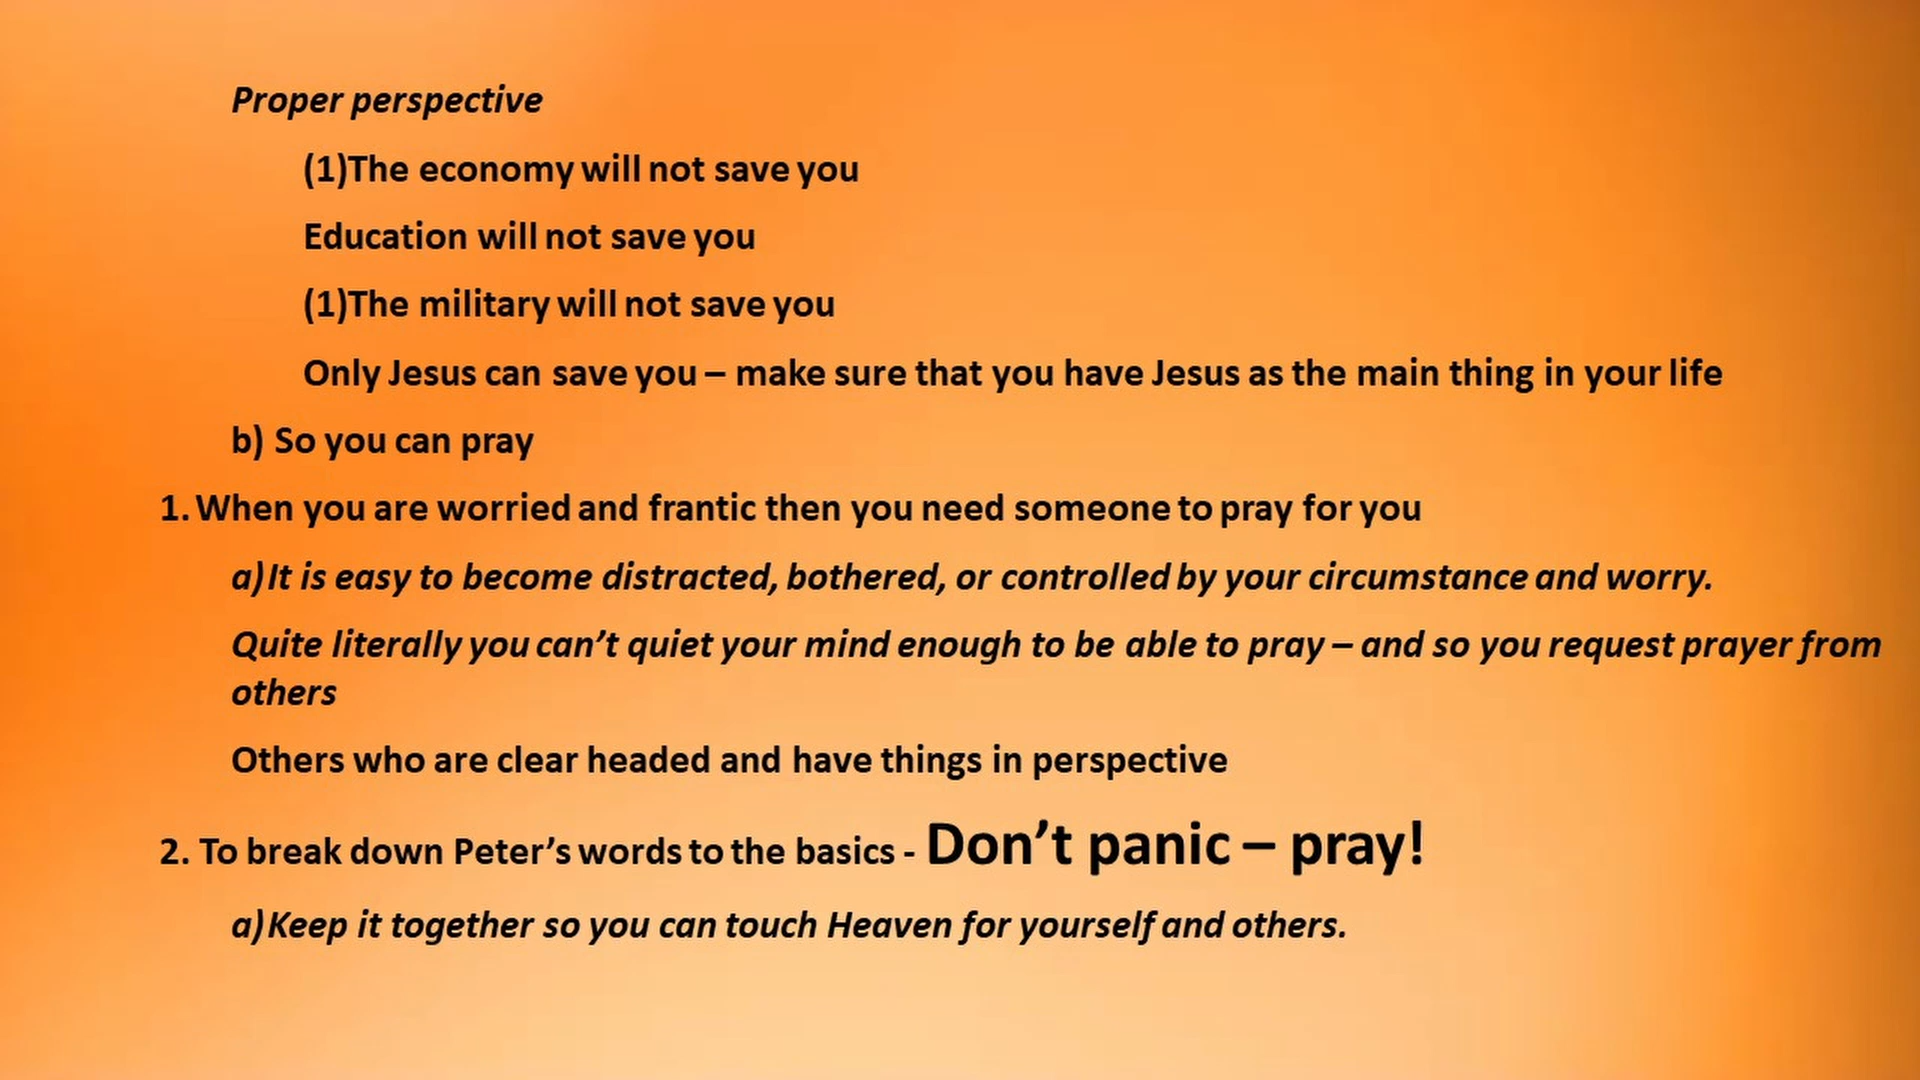 Proper perspective
(1)The economy will not save you
Education will not save you
(1)The military will not save you
Only Jesus can save you – make sure that you have Jesus as the main thing in your life
b) So you can pray
1. When you are worried and frantic then you need someone to pray for you
a)It is easy to become distracted, bothered, or controlled by your circumstance and worry.
Quite literally you can’t quiet your mind enough to be able to pray – and so you request prayer from
others
Others who are clear headed and have things in perspective
2. To break down Peter’s words to the basics - Don’t panic – pray!
a)Keep it together so you can touch Heaven for yourself and others.